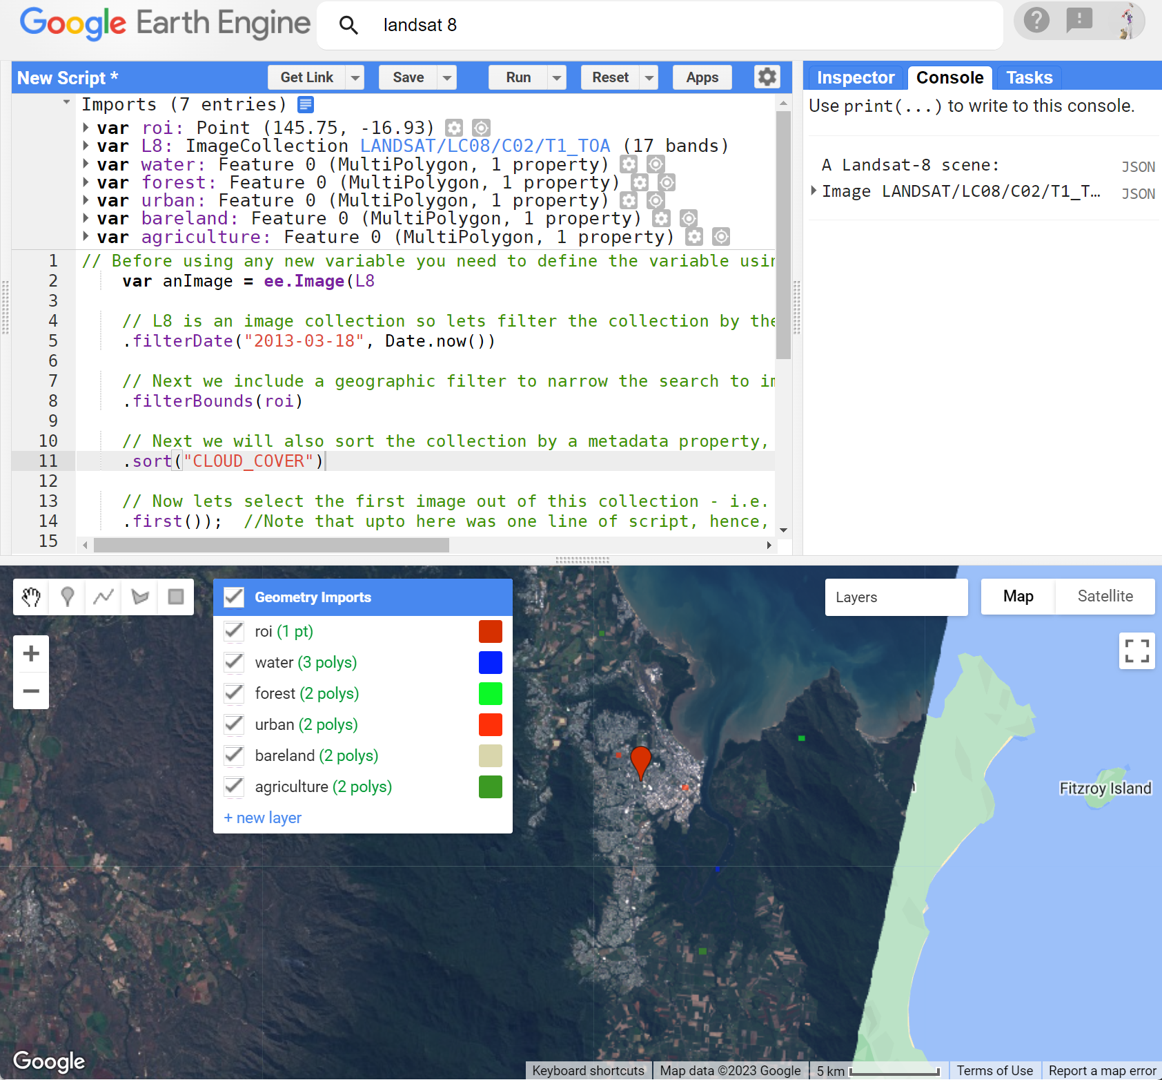 Google Earth Engine
landsat 8
New Script *
Get Link
Save
Run
Reset
Apps
Inspector
Console
Tasks
Imports (7 entries)
var roi: Point (145.75, -16.93)
var L8: ImageCollection LANDSAT/LC08/C02/T1_TOA (17 bands)
var water: Feature 0 (MultiPolygon, 1 property)
var forest: Feature 0 (MultiPolygon, 1 property)
var urban: Feature 0 (MultiPolygon, 1 property)
var bareland: Feature 0 (MultiPolygon, 1 property)
var agriculture: Feature 0 (MultiPolygon, 1 property)
1 // Before using any new variable you need to define the variable usin
2 var anImage = ee.Image(L8
3
4 // L8 is an image collection so lets filter the collection by the
5 .filterDate("2013-03-18", Date.now())
6
7 // Next we include a geographic filter to narrow the search to im
8 .filterBounds(roi)
9
10 // Next we will also sort the collection by a metadata property,
11 .sort("CLOUD_COVER")
12
13 // Now lets select the first image out of this collection - i.e.
14 .first()); //Note that upto here was one line of script, hence,
15
Use print(...) to write to this console.
A Landsat-8 scene:
JSON
Image LANDSAT/LC08/C02/T1_T...
JSON
Geometry Imports
roi (1 pt)
water (3 polys)
forest (2 polys)
urban (2 polys)
bareland (2 polys)
agriculture (2 polys)
+ new layer
Layers
Map
Satellite
Fitzroy Island
Google
Keyboard shortcuts
Map data ©2023 Google
5 km
Terms of Use
Report a map error